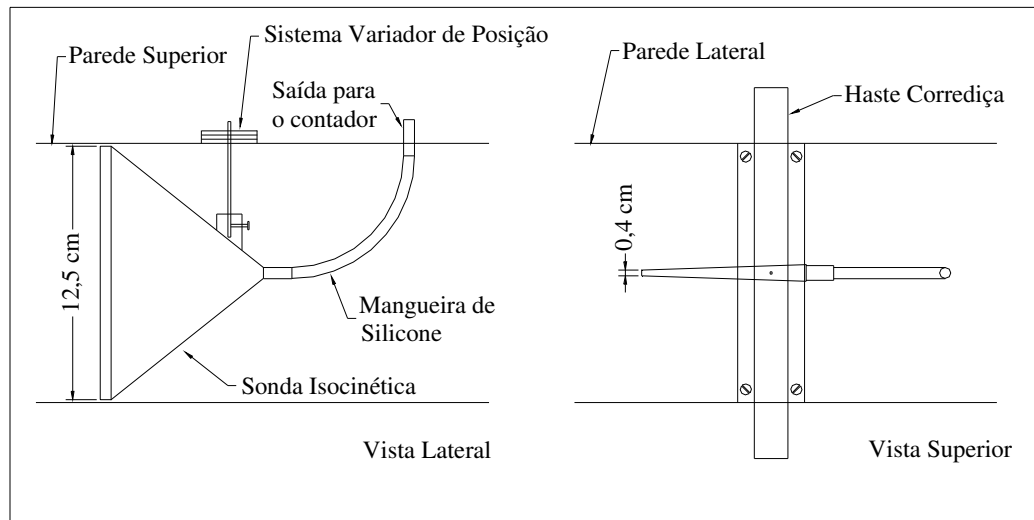 Sistema Variador de Posição
Parede Superior
Saída para
o contador
12,5 cm
Mangueira de
Silicone
Sonda Isocinética
Vista Lateral
Parede Lateral
Haste Corrediça
0,4 cm
Vista Superior